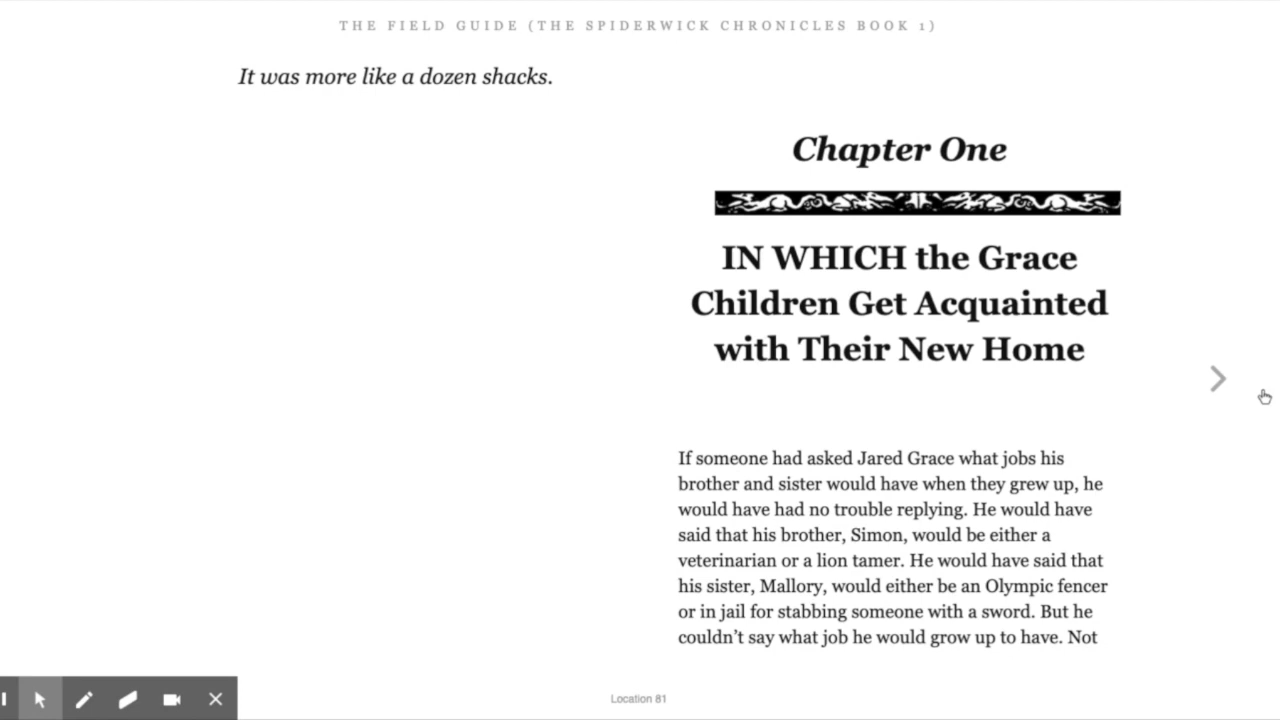 THE FIELD GUIDE (THE SPIDERWICK CHRONICLES BOOK 1)
It was more like a dozen shacks.
Chapter One
IN WHICH the Grace
Children Get Acquainted
with Their New Home
If someone had asked Jared Grace what jobs his
brother and sister would have when they grew up, he
would have had no trouble replying. He would have
said that his brother, Simon, would be either a
veterinarian or a lion tamer. He would have said that
his sister, Mallory, would either be an Olympic fencer
or in jail for stabbing someone with a sword. But he
couldn’t say what job he would grow up to have. Not
Location 81